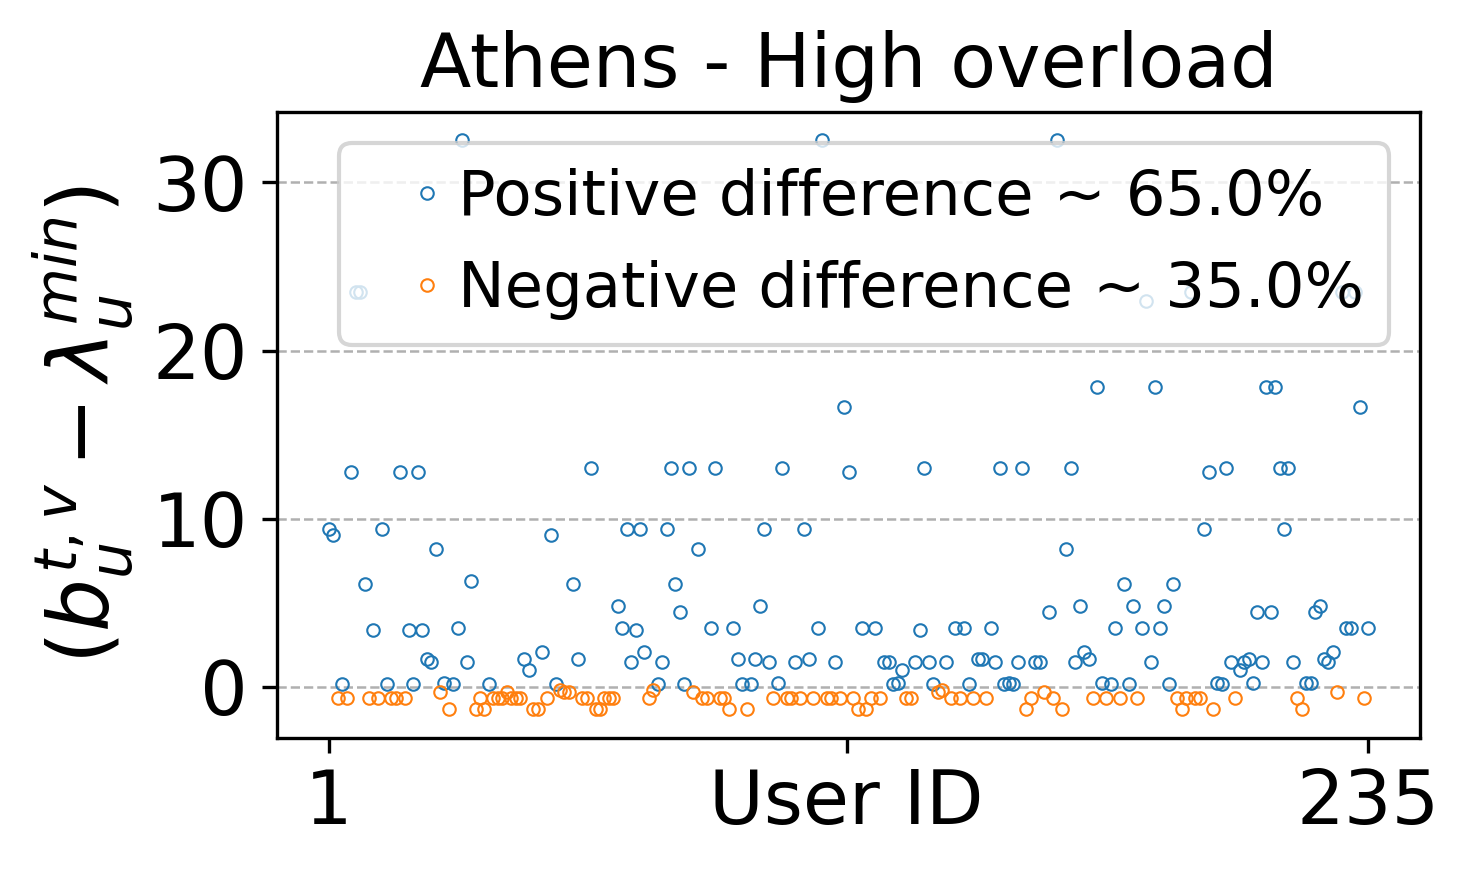 Athens - High overload
(b_u^{t, v} − λ_u^{min})
30
20
10
0
Positive difference ~ 65.0%
Negative difference ~ 35.0%
1
User ID
235